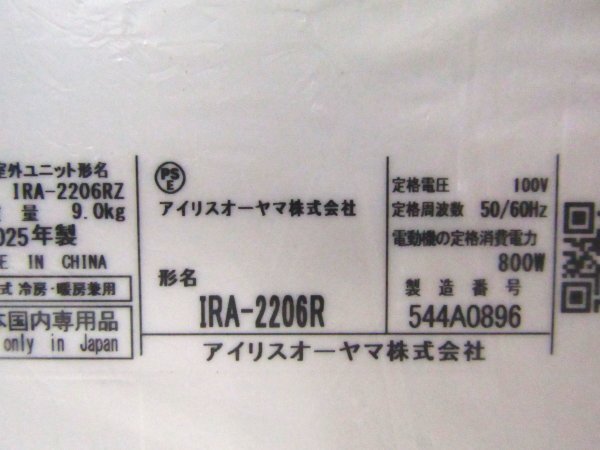 室外ユニット形名
IRA-2206RZ
量 9.0kg
025年製
IN CHINA
式 冷房・暖房兼用
本国内専用品
only in Japan
PS
E
アイリスオーヤマ株式会社
形名
IRA-2206R
定格電圧 100V
定格周波数 50/60Hz
電動機の定格消費電力
800W
製造番号
544A0896
アイリスオーヤマ株式会社